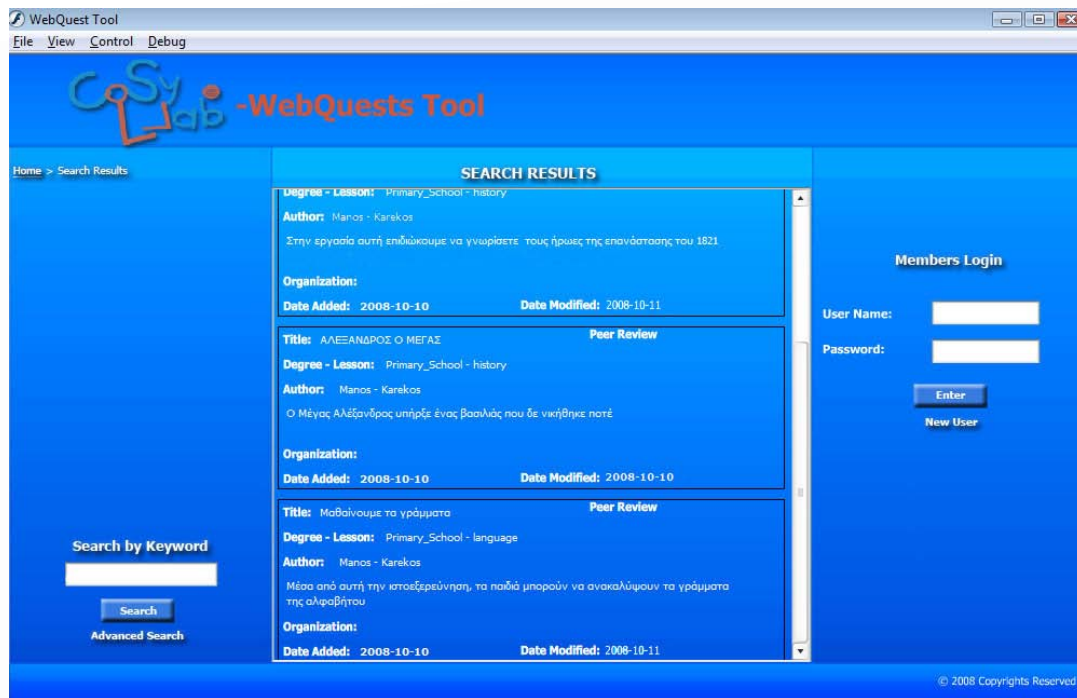 WebQuest Tool
File View Control Debug
CoSy Lab -WebQuests Tool
Home > Search Results
SEARCH RESULTS
Degree - Lesson: Primary_School - history
Author: Manos - Karekos
Στην εργασία αυτή επιδιώκουμε να γνωρίσετε τους ήρωες της επανάστασης του 1821
Organization:
Date Added: 2008-10-10 Date Modified: 2008-10-11
Title: ΑΛΕΞΑΝΔΡΟΣ Ο ΜΕΓΑΣ Peer Review
Degree - Lesson: Primary_School - history
Author: Manos - Karekos
Ο Μέγας Αλέξανδρος υπήρξε ένας βασιλιάς που δε νικήθηκε ποτέ
Organization:
Date Added: 2008-10-10 Date Modified: 2008-10-10
Title: Μαθαίνουμε τα γράμματα Peer Review
Degree - Lesson: Primary_School - language
Author: Manos - Karekos
Μέσα από αυτή την ιστοεξερεύνηση, τα παιδιά μπορούν να ανακαλύψουν τα γράμματα
της αλφαβήτου
Organization:
Date Added: 2008-10-10 Date Modified: 2008-10-11
Search by Keyword
Search
Advanced Search
Members Login
User Name:
Password:
Enter
New User
© 2008 Copyrights Reserved